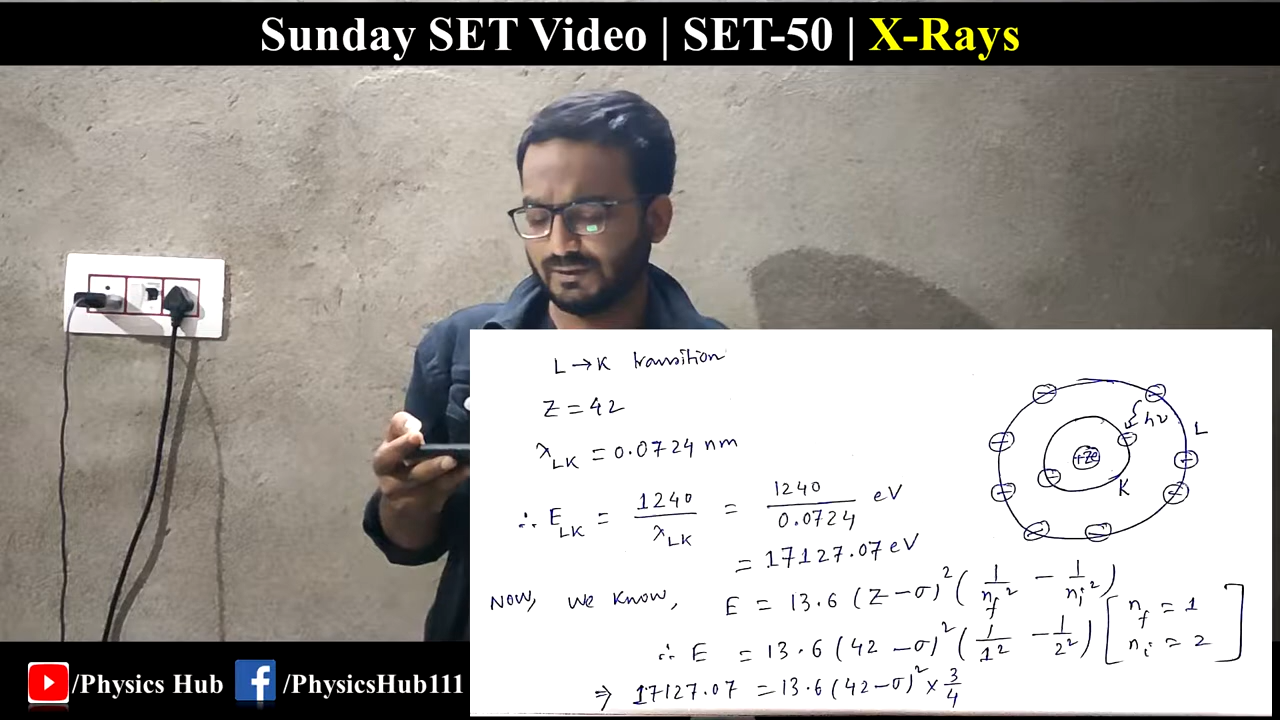 Sunday SET Video | SET-50 | X-Rays
L → K transition
Z = 42
λ_LK = 0.0724 nm
∴ E_LK = 1240/λ_LK = 1240/0.0724 eV
= 17127.07 eV
Now, we know, E = 13.6 (Z-σ)² (1/n_f² - 1/n_i²)
∴ E = 13.6 (42-σ)² (1/1² - 1/2²) [n_f = 1
n_i = 2]
⇒ 17127.07 = 13.6 (42-σ)² × 3/4
hν
L
+Ze
K
/Physics Hub
/PhysicsHub111